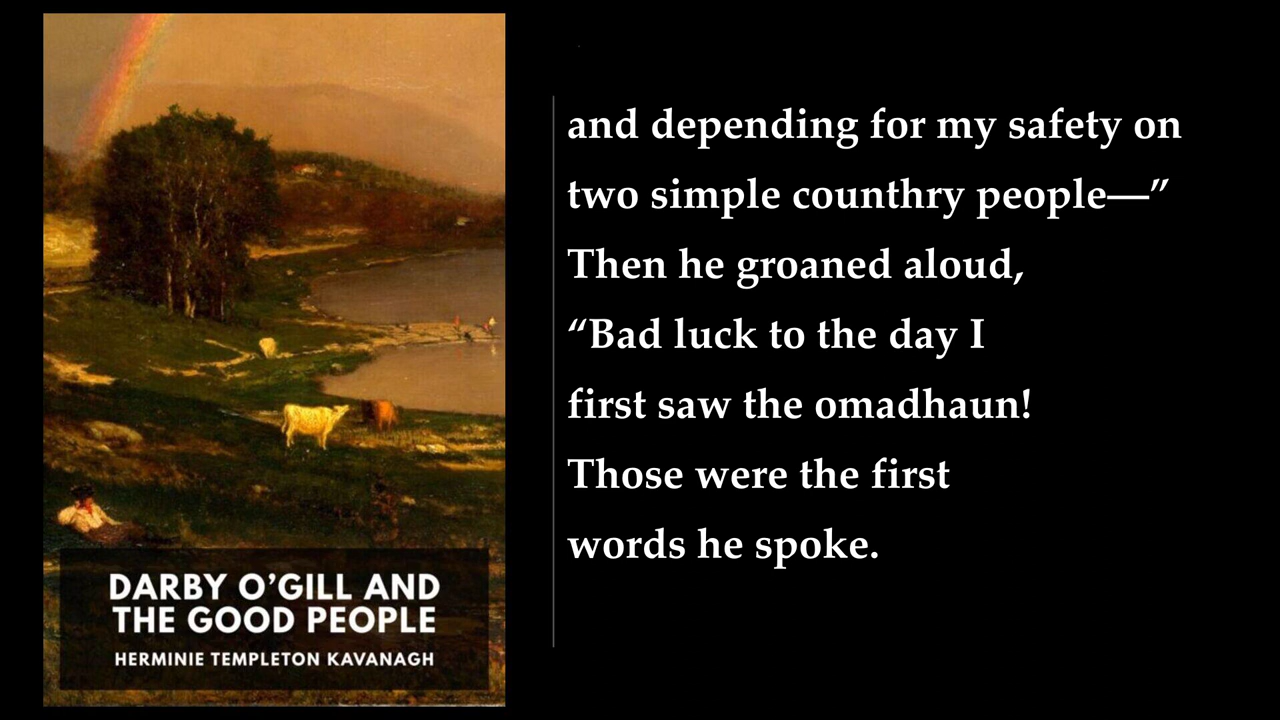 and depending for my safety on
two simple counthry people—”
Then he groaned aloud,
“Bad luck to the day I
first saw the omadhaun!
Those were the first
words he spoke.
DARBY O’GILL AND
THE GOOD PEOPLE
HERMINIE TEMPLETON KAVANAGH